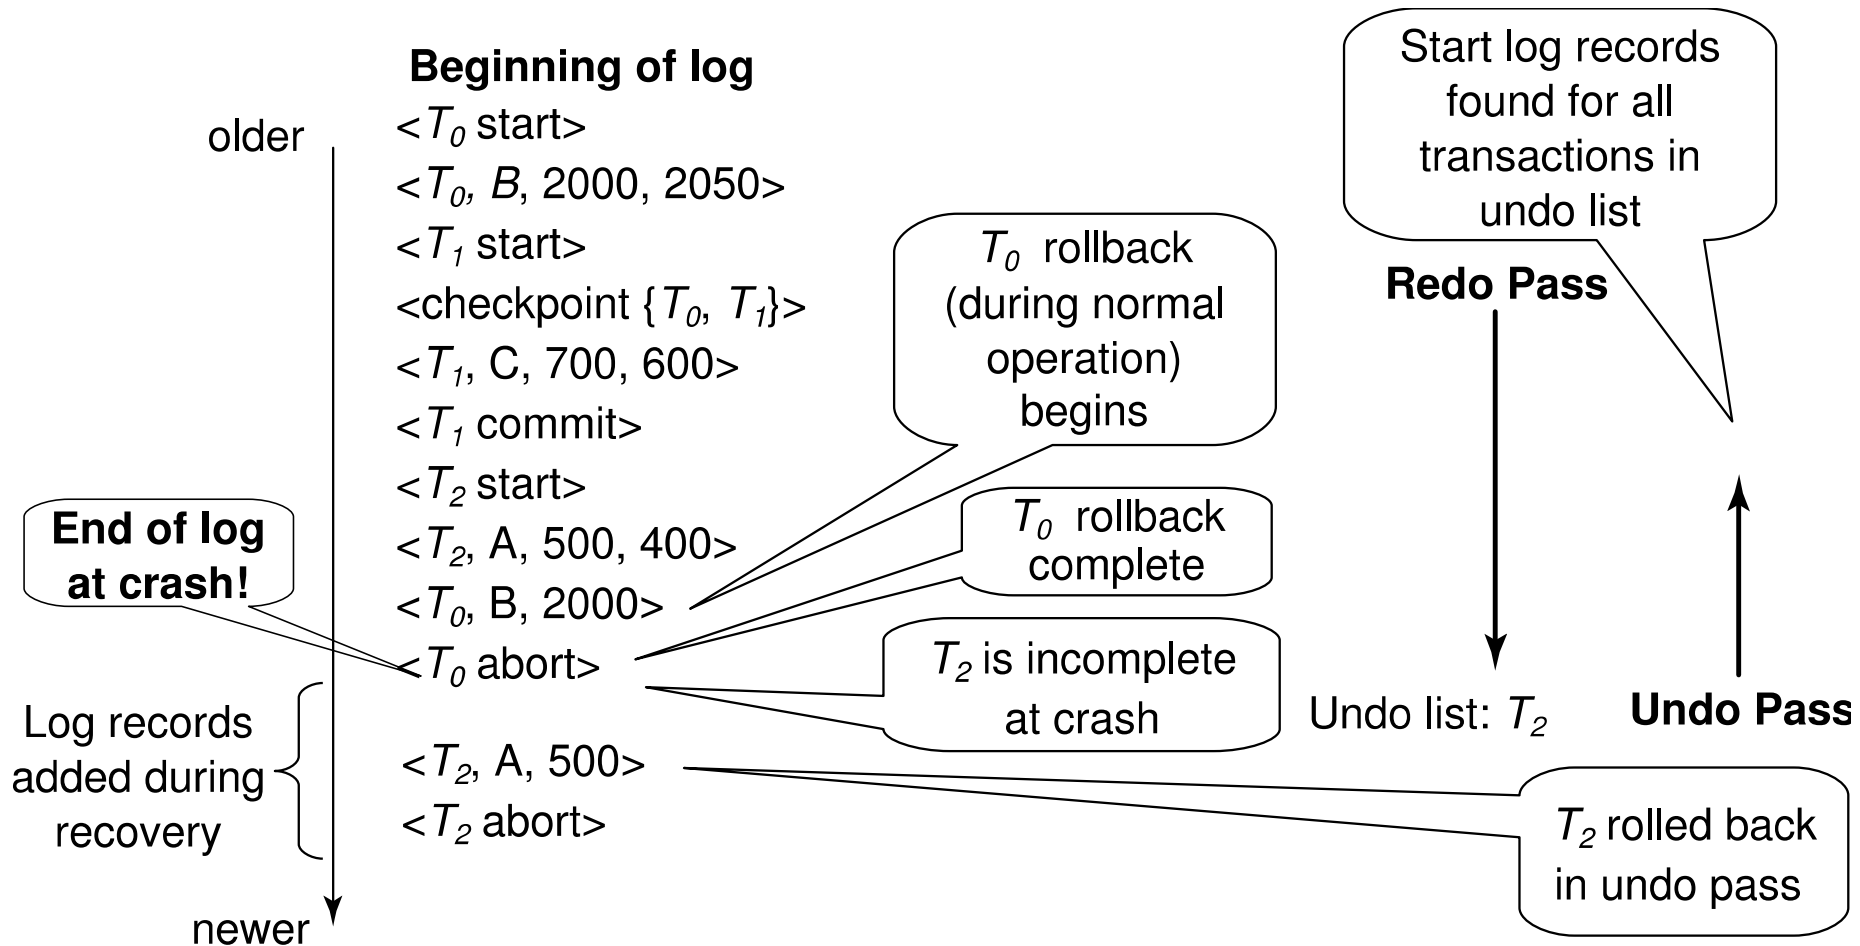 Beginning of log
older
<T0 start>
<T0, B, 2000, 2050>
<T1 start>
<checkpoint {T0, T1}>
<T1, C, 700, 600>
<T1 commit>
<T2 start>
<T2, A, 500, 400>
<T0, B, 2000>
<T0 abort>
<T2, A, 500>
<T2 abort>
newer
End of log
at crash!
Log records
added during
recovery
T0 rollback
(during normal
operation)
begins
T0 rollback
complete
T2 is incomplete
at crash
Start log records
found for all
transactions in
undo list
Redo Pass
Undo list: T2
Undo Pass
T2 rolled back
in undo pass